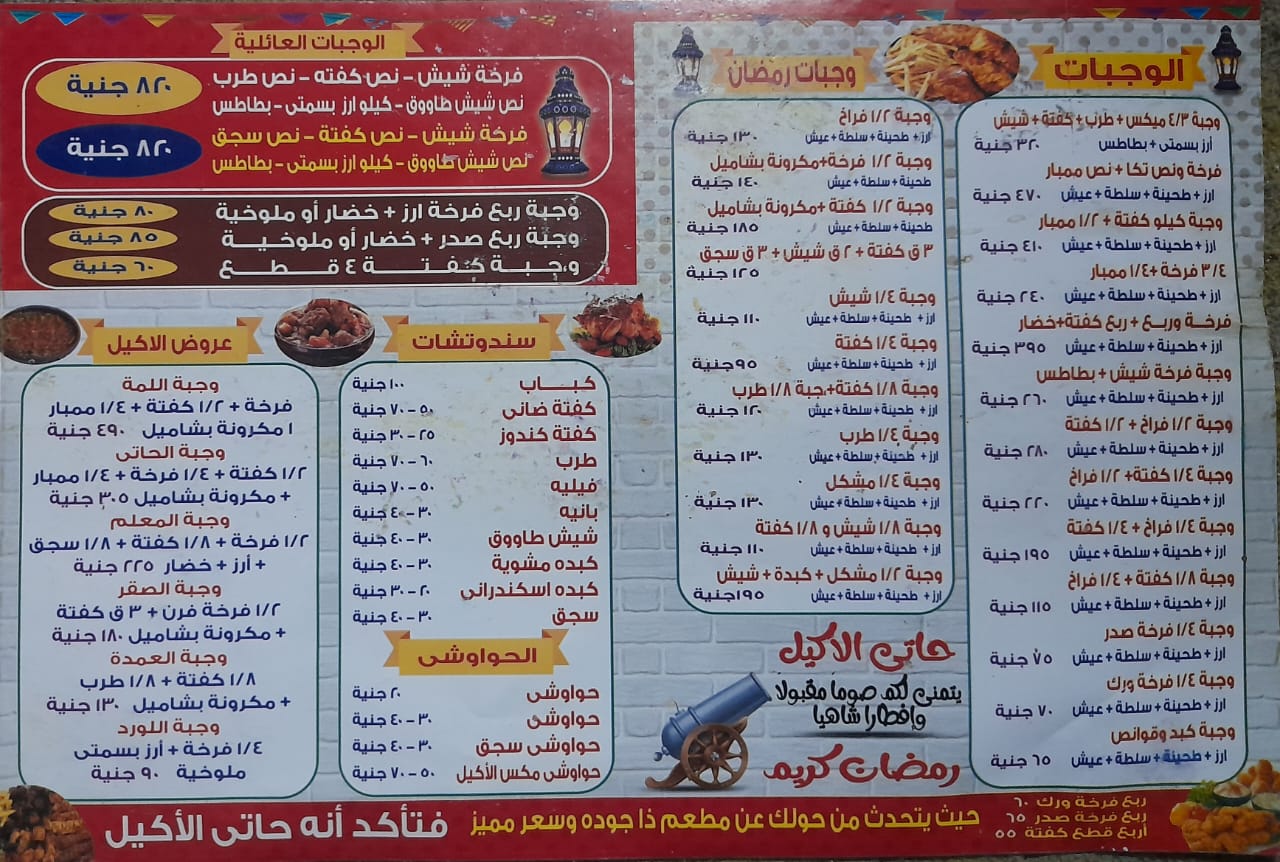 الوجبات
وجبة ٤/٣ ميكس + طرب + كفتة + شيش
أرز بسمتى + بطاطس ٣٢٠ جنية
فرخة ونص تكا + نص ممبار
ارز + طحينة + سلطة + عيش ٤٧٠ جنية
وجبة كيلو كفتة + ١/٢ ممبار
ارز + طحينة + سلطة + عيش ٤١٠ جنية
٣/٤ فرخة +١/٤ ممبار
ارز + طحينة + سلطة + عيش ٢٤٠ جنية
فرخة وربع + ربع كفتة+خضار
ارز + طحينة + سلطة + عيش ٣٩٥ جنية
وجبة فرخة شيش + بطاطس
ارز + طحينة + سلطة + عيش ٢٦٠ جنية
وجبة ١/٢ فراخ + ١/٢ كفتة
ارز + طحينة + سلطة + عيش ٢٨٠ جنية
وجبة ١/٤ كفتة+ ١/٢ فراخ
ارز + طحينة + سلطة + عيش ٢٢٠ جنية
وجبة ١/٤ فراخ + ١/٤ كفتة
ارز + طحينة + سلطة + عيش ١٩٥ جنية
وجبة ١/٨ كفتة + ١/٤ فراخ
ارز + طحينة + سلطة + عيش ١١٥ جنية
وجبة ١/٤ فرخة صدر
ارز + طحينة + سلطة + عيش ٧٥ جنية
وجبة ١/٤ فرخة ورك
ارز + طحينة + سلطة + عيش ٧٠ جنية
وجبة كبد وقوانص
ارز + طحينة + سلطة + عيش ٦٥ جنية
وجبات رمضان
وجبة ١/٢ فراخ
ارز + طحينة + سلطة + عيش ١٣٠ جنية
وجبة ١/٢ فرخة+مكرونة بشاميل
طحينة + سلطة + عيش ١٤٠ جنية
وجبة ١/٢ كفتة +مكرونة بشاميل
طحينة + سلطة + عيش ١٨٥ جنية
٣ ق كفتة + ٢ ق شيش + ٣ ق سجق
١٢٥ جنية
وجبة ١/٤ شيش
ارز + طحينة + سلطة + عيش ١١٠ جنية
وجبة ١/٤ كفتة
ارز + طحينة + سلطة + عيش ٩٥ جنية
وجبة ١/٨ كفتة+جبة ١/٨ طرب
ارز + طحينة + سلطة + عيش ١٢٠ جنية
وجبة ١/٤ طرب
ارز + طحينة + سلطة + عيش ١٣٠ جنية
وجبة ١/٤ مشكل
ارز + طحينة + سلطة + عيش ١٣٠ جنية
وجبة ١/٨ شيش و ١/٨ كفتة
ارز + طحينة + سلطة + عيش ١١٠ جنية
وجبة ١/٢ مشكل + كبدة + شيش
ارز + طحينة + سلطة + عيش ١٩٥جنية
حاتى الاكيل
يتمنى لكم صوما مقبولا
وإفطارا شاهيا
رمضان كريم
الوجبات العائلية
فرخة شيش - نص كفته - نص طرب
نص شيش طاووق - كيلو ارز بسمتى - بطاطس
٨٢٠ جنية
فرخة شيش - نص كفتة - نص سجق
نص شيش طاووق - كيلو ارز بسمتى - بطاطس
٨٢٠ جنية
وجبة ربع فرخة ارز + خضار أو ملوخية ٨٠ جنية
وجبة ربع صدر + خضار أو ملوخية ٨٥ جنية
وجبة كفتة ٤ قطع ٦٠ جنية
سندوتشات
كباب ١٠٠ جنية
كفتة ضانى ٥٠-٧٠ جنية
كفتة كندوز ٢٥-٣٠ جنية
طرب ٦٠-٧٠ جنية
فيليه ٥٠-٧٠ جنية
بانيه ٣٠-٤٠ جنية
شيش طاووق ٣٠-٤٠ جنية
كبده مشوية ٣٠-٤٠ جنية
كبده اسكندرانى ٢٠-٣٠ جنية
سجق ٣٠-٤٠ جنية
الحواوشى
حواوشى ٢٠ جنية
حواوشى ٣٠-٤٠ جنية
حواوشى سجق ٣٠-٤٠ جنية
حواوشى مكس الأكيل ٥٠-٧٠ جنية
عروض الاكيل
وجبة اللمة
فرخة + ١/٢ كفتة + ١/٤ ممبار
١ مكرونة بشاميل ٤٩٠ جنية
وجبة الحاتى
١/٢ كفتة + ١/٤ فرخة + ١/٤ ممبار
+ مكرونة بشاميل ٣٠٥ جنية
وجبة المعلم
١/٢ فرخة + ١/٨ كفتة + ١/٨ سجق
+ أرز + خضار ٢٢٥ جنية
وجبة الصقر
١/٢ فرخة فرن + ٣ ق كفتة
+ مكرونة بشاميل ١٨٠ جنية
وجبة العمدة
١/٨ كفتة + ١/٨ طرب
+ مكرونة بشاميل ١٣٠ جنية
وجبة اللورد
١/٤ فرخة + أرز بسمتى
ملوخية ٩٠ جنية
ربع فرخة ورك ٦٠
ربع فرخة صدر ٦٥
أربع قطع كفتة ٥٥
حيث يتحدث من حولك عن مطعم ذا جوده وسعر مميز فتأكد أنه حاتى الأكيل